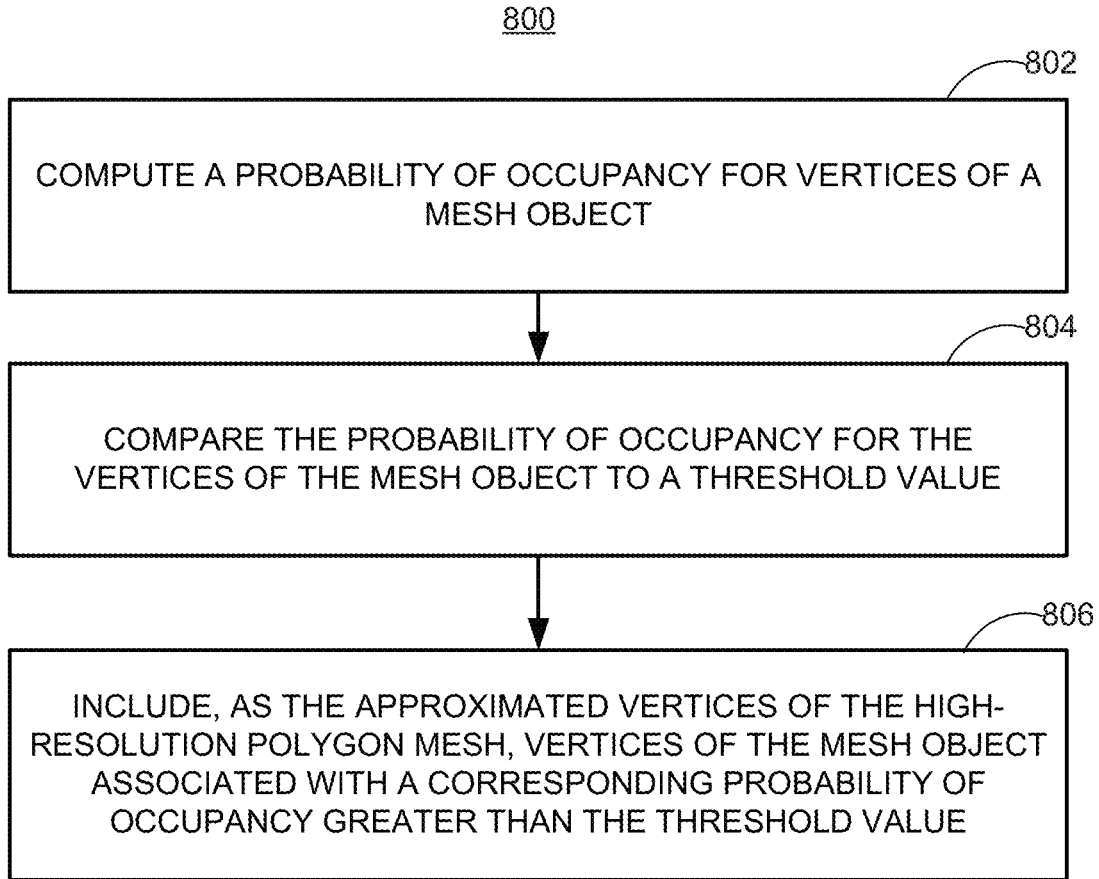 800
802
COMPUTE A PROBABILITY OF OCCUPANCY FOR VERTICES OF A
MESH OBJECT
804
COMPARE THE PROBABILITY OF OCCUPANCY FOR THE
VERTICES OF THE MESH OBJECT TO A THRESHOLD VALUE
806
INCLUDE, AS THE APPROXIMATED VERTICES OF THE HIGH-
RESOLUTION POLYGON MESH, VERTICES OF THE MESH OBJECT
ASSOCIATED WITH A CORRESPONDING PROBABILITY OF
OCCUPANCY GREATER THAN THE THRESHOLD VALUE